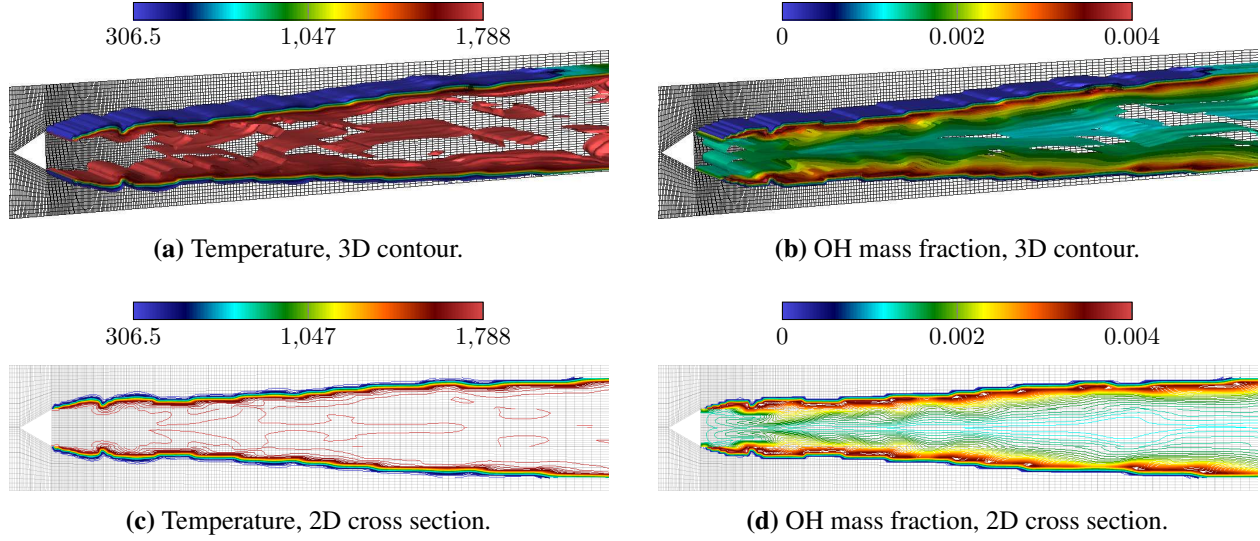 306.5 1,047 1,788
0 0.002 0.004
(a) Temperature, 3D contour.
(b) OH mass fraction, 3D contour.
306.5 1,047 1,788
0 0.002 0.004
(c) Temperature, 2D cross section.
(d) OH mass fraction, 2D cross section.